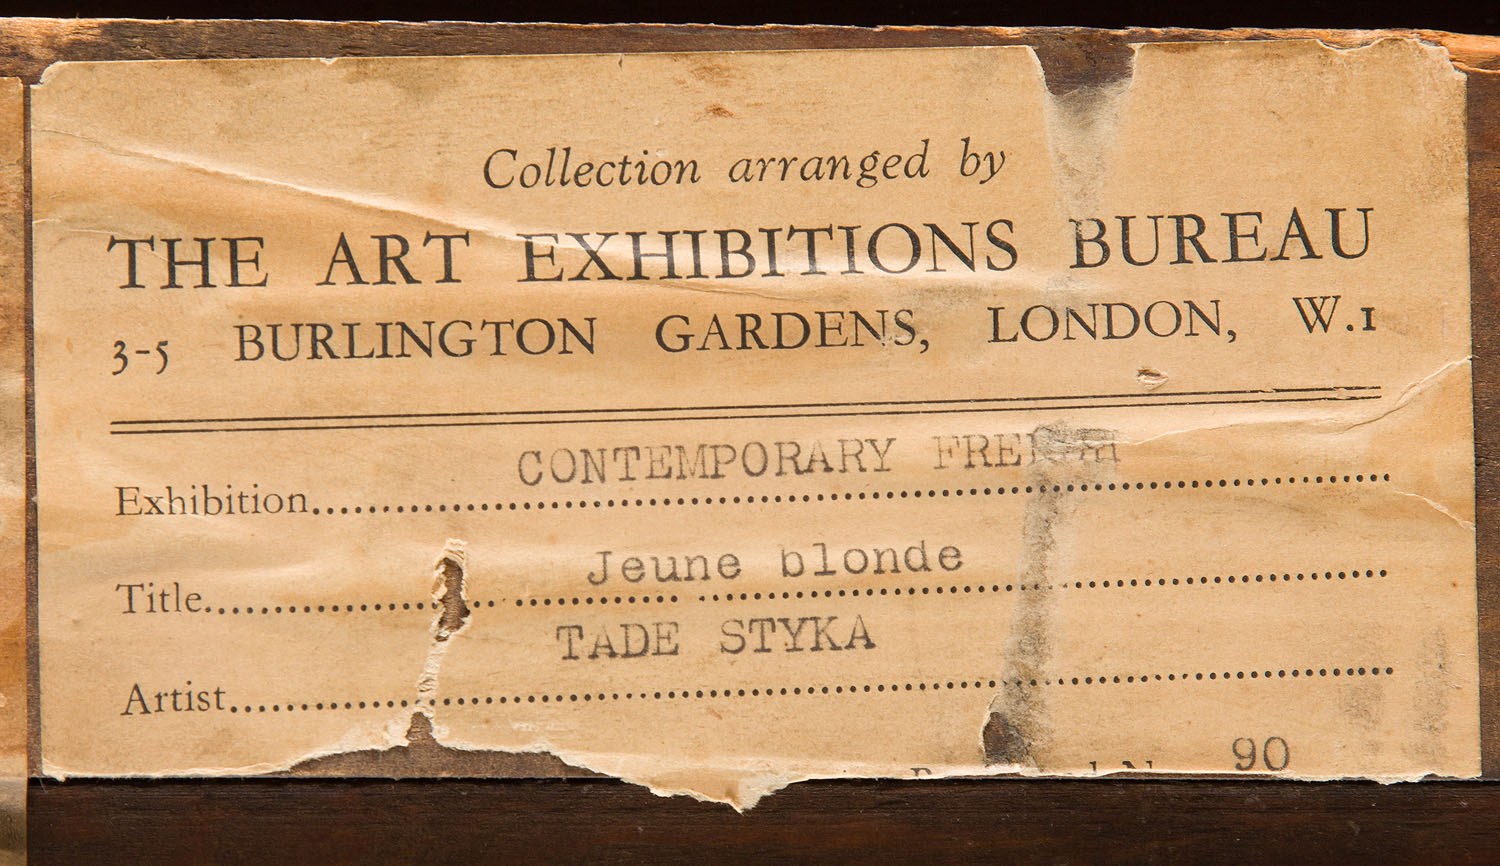 Collection arranged by
THE ART EXHIBITIONS BUREAU
3-5 BURLINGTON GARDENS, LONDON, W.1
CONTEMPORARY FRENCH
Exhibition
Jeune blonde
Title
TADE STYKA
Artist
90